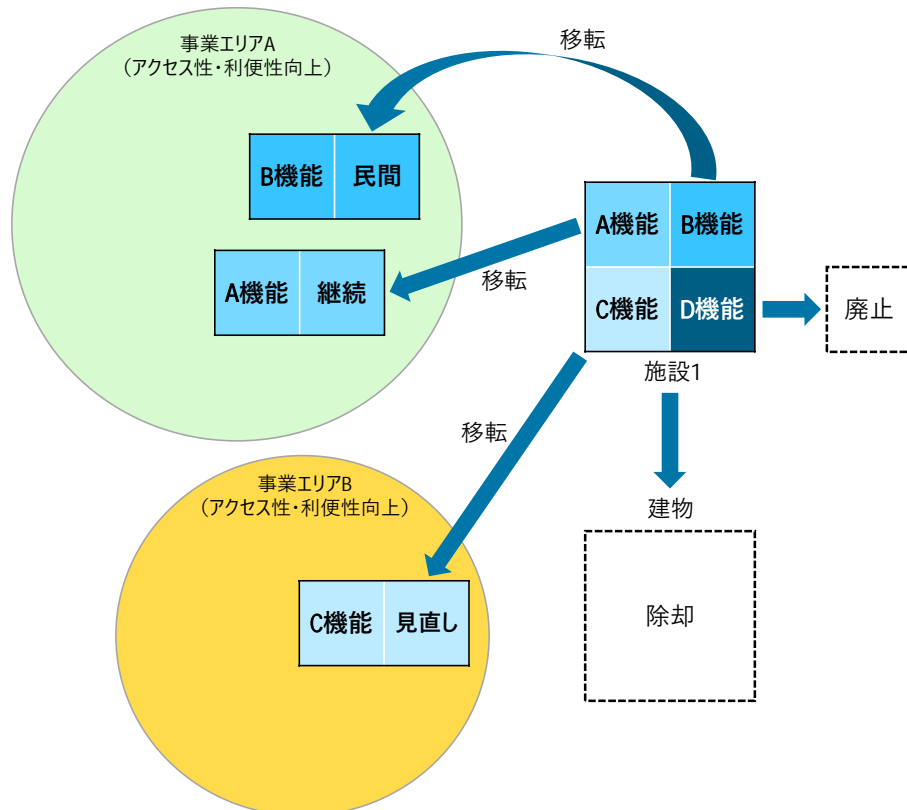 事業エリアA
（アクセス性・利便性向上）
移転
B機能 民間
A機能 B機能
A機能 継続
移転
C機能 D機能
廃止
施設1
移転
事業エリアB
（アクセス性・利便性向上）
建物
C機能 見直し
除却